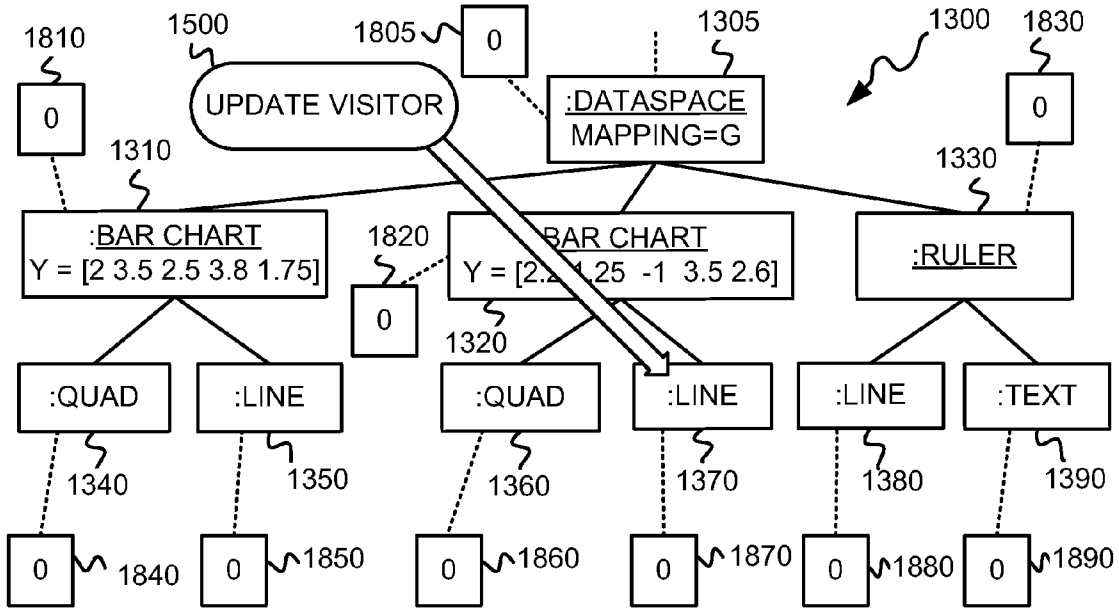 1810
1500
1805
0
1305
1300
1830
0
UPDATE VISITOR
:DATASPACE
MAPPING=G
0
1310
1330
:BAR CHART
Y = [2 3.5 2.5 3.8 1.75]
1820
BAR CHART
Y = [2.2 .25 -1 3.5 2.6]
:RULER
0
1320
:QUAD
:LINE
:QUAD
:LINE
:LINE
:TEXT
1340
1350
1360
1370
1380
1390
0
1840
0
1850
0
1860
0
1870
0
1880
0
1890